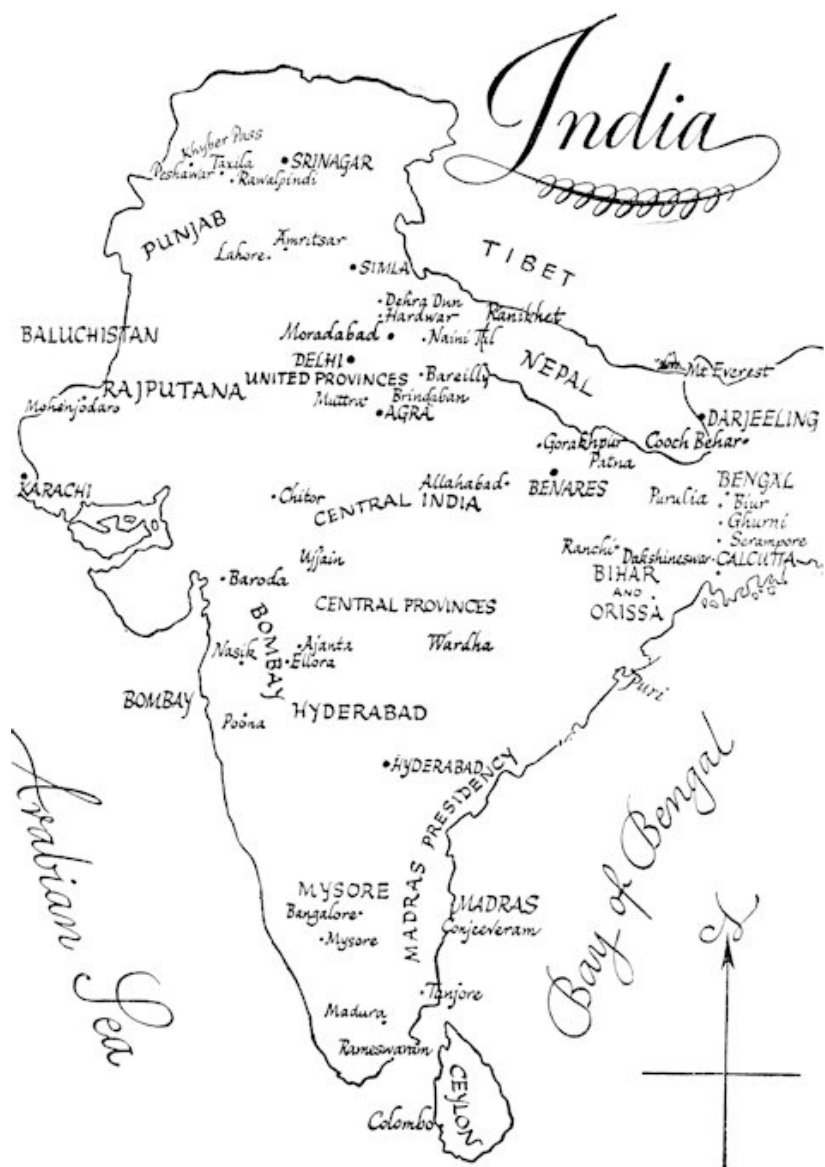 India
Khyber Pass
Peshawar
Taxila
Rawalpindi
SRINAGAR
PUNJAB
Lahore
Amritsar
SIMLA
TIBET
Dehra Dun
Hardwar
Ranikhet
BALUCHISTAN
Moradabad
Naini Tal
DELHI
NEPAL
Mt Everest
RAJPUTANA
UNITED PROVINCES
Bareilly
Mohenjodaro
Muttra
Brindaban
AGRA
DARJEELING
Gorakhpur
Cooch Behar
Patna
KARACHI
Chitor
CENTRAL INDIA
Allahabad
BENARES
Purulia
BENGAL
Biur
Ghurni
Serampore
Ujjain
Ranchi
Dakshineswar
CALCUTTA
Baroda
BIHAR
AND
ORISSA
CENTRAL PROVINCES
BOMBAY
Nasik
Ajanta
Ellora
Wardha
BOMBAY
Poona
HYDERABAD
Puri
HYDERABAD
MADRAS PRESIDENCY
Arabian Sea
Bay of Bengal
MYSORE
Bangalore
Mysore
MADRAS
Conjeeveram
N
Tanjore
Madura
Rameswaram
CEYLON
Colombo